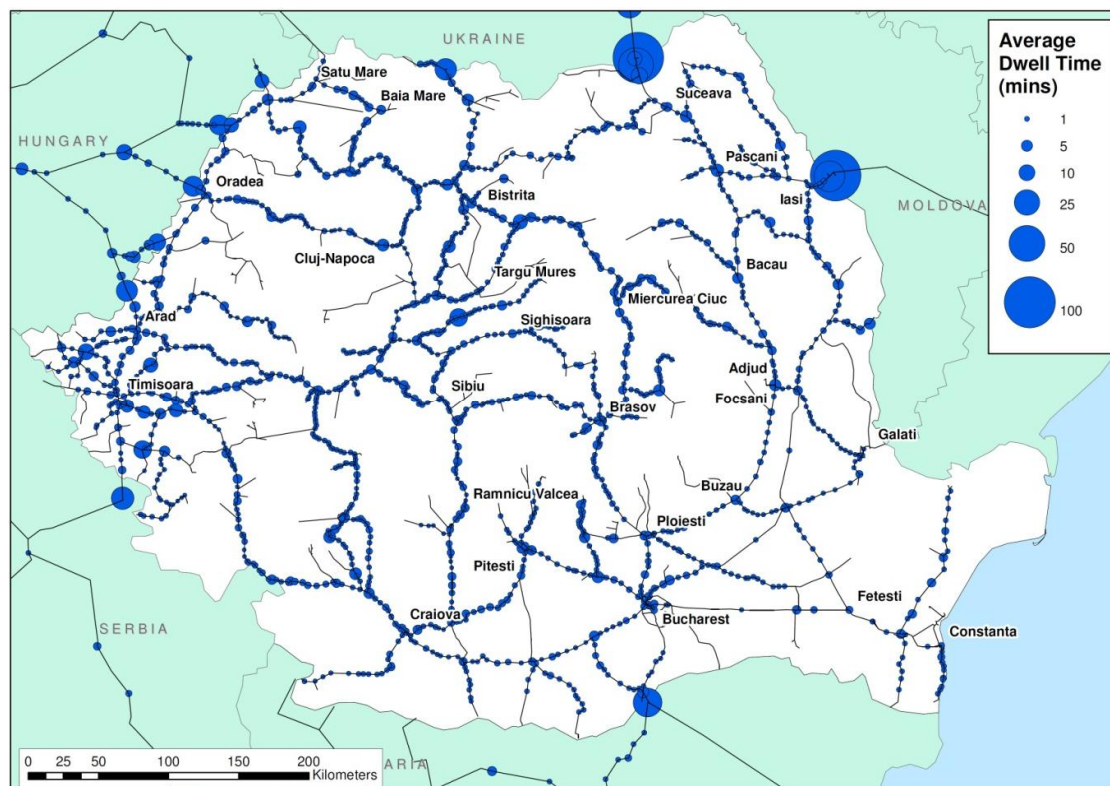 UKRAINE
Average
Dwell Time
(mins)
1
5
10
25
50
100
Satu Mare
Baia Mare
Suceava
HUNGARY
Pascani
Oradea
Iasi
Bistrita
MOLDOVA
Cluj-Napoca
Targu Mures
Bacau
Miercurea Ciuc
Arad
Sighisoara
Adjud
Timisoara
Sibiu
Focsani
Brasov
Galati
Ramnicu Valcea
Buzau
Ploiesti
Pitesti
Fetesti
Craiova
Bucharest
SERBIA
Constanta
0 25 50 100 150 200
Kilometers
ARIA